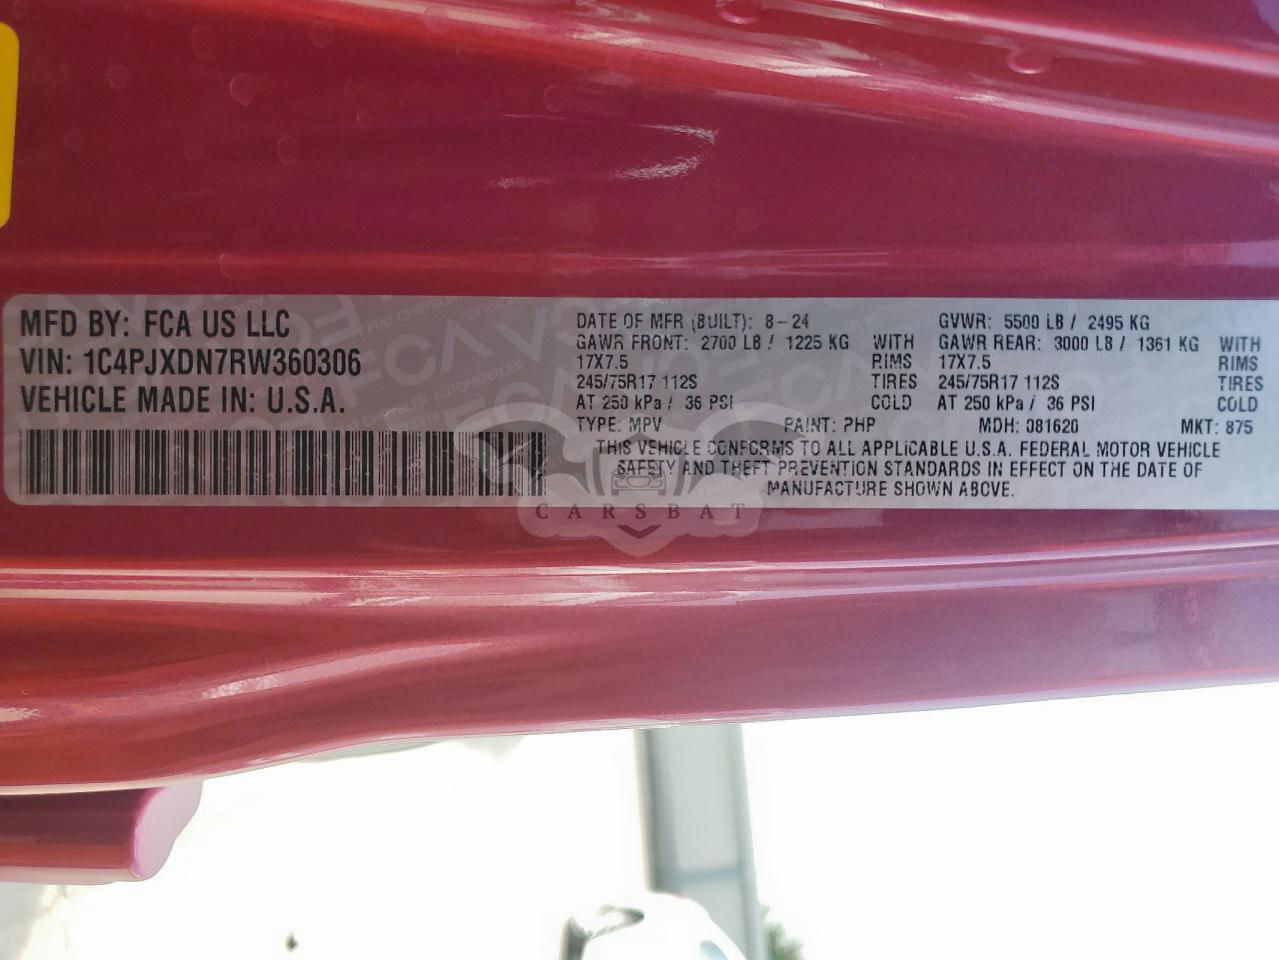 MFD BY: FCA US LLC
VIN: 1C4PJXDN7RW360306
VEHICLE MADE IN: U.S.A.
DATE OF MFR (BUILT): 8-24
GAWR FRONT: 2700 LB / 1225 KG WITH
17X7.5 RIMS
245/75R17 112S TIRES
AT 250 kPa / 36 PSI COLD
GVWR: 5500 LB / 2495 KG
GAWR REAR: 3000 LB / 1361 KG WITH
17X7.5 RIMS
245/75R17 112S TIRES
AT 250 kPa / 36 PSI COLD
TYPE: MPV PAINT: PHP MDH: 081620 MKT: 875
THIS VEHICLE CONFORMS TO ALL APPLICABLE U.S.A. FEDERAL MOTOR VEHICLE
SAFETY AND THEFT PREVENTION STANDARDS IN EFFECT ON THE DATE OF
MANUFACTURE SHOWN ABOVE.
CARSBAT